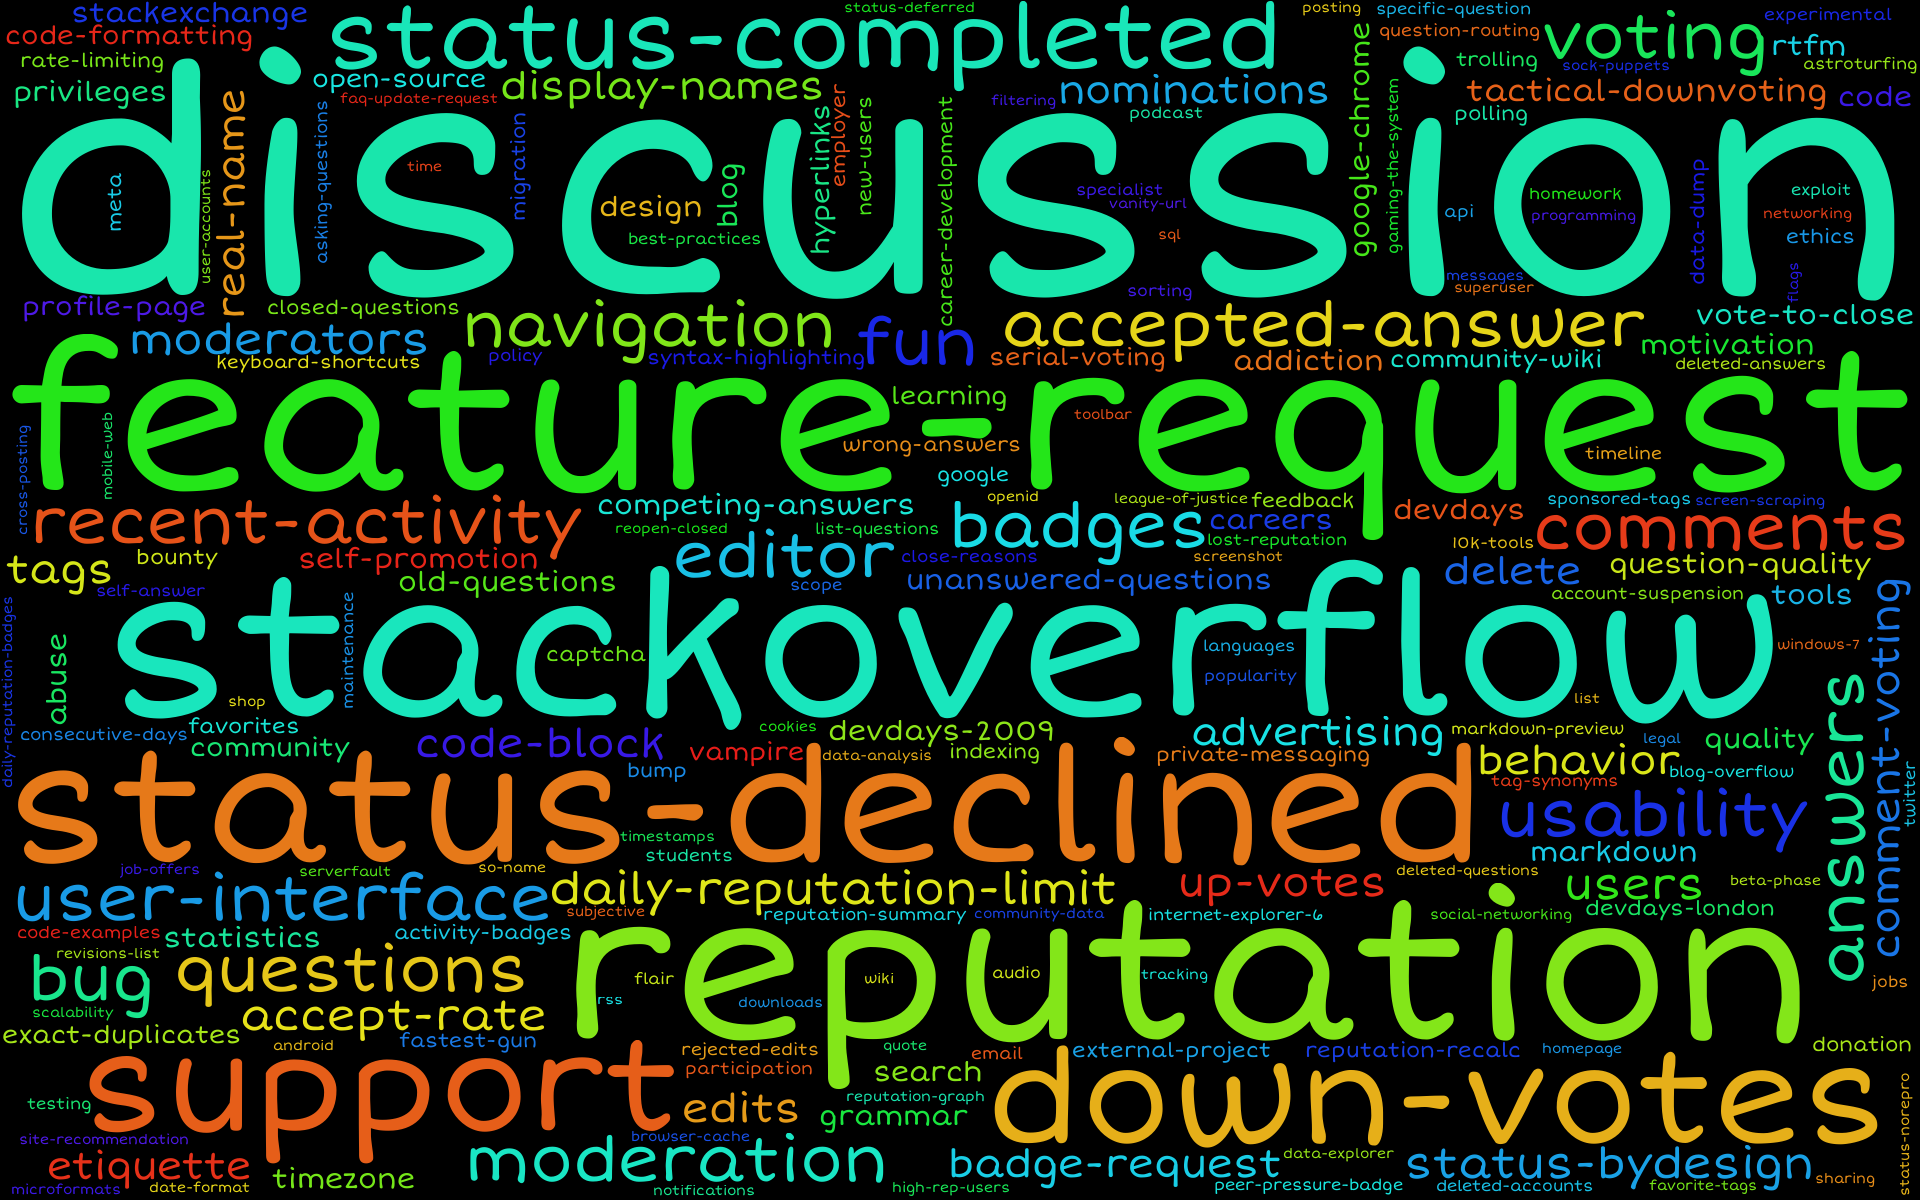 stackexchange
status-completed
status-deferred
posting
specific-question
experimental
code-formatting
question-routing
voting
rtfm
rate-limiting
open-source
display-names
nominations
google-chrome
trolling
sock-puppets
astroturfing
privileges
faq-update-request
filtering
podcast
tactical-downvoting
code
polling
real-name
asking-questions
migration
hyperlinks
employer
new-users
career-development
gaming-the-system
discussion
meta
user-accounts
time
design
blog
best-practices
specialist
vanity-url
sql
api
homework
programming
data-dump
exploit
networking
ethics
flags
messages
superuser
sorting
profile-page
closed-questions
navigation
accepted-answer
vote-to-close
moderators
fun
keyboard-shortcuts
policy
syntax-highlighting
serial-voting
addiction
community-wiki
motivation
deleted-answers
feature-request
learning
toolbar
wrong-answers
timeline
cross-posting
mobile-web
google
recent-activity
competing-answers
openid
league-of-justice
feedback
devdays
sponsored-tags
screen-scraping
reopen-closed
list-questions
badges
careers
lost-reputation
comments
tags
bounty
self-promotion
editor
close-reasons
screenshot
10k-tools
question-quality
self-answer
old-questions
scope
unanswered-questions
delete
account-suspension
tools
stackoverflow
daily-reputation-badges
abuse
maintenance
captcha
languages
popularity
windows-7
comment-voting
shop
list
answers
consecutive-days
favorites
community
code-block
vampire
cookies
devdays-2009
data-analysis
indexing
advertising
private-messaging
markdown-preview
legal
quality
behavior
blog-overflow
tag-synonyms
bump
twitter
status-declined
usability
timestamps
students
markdown
job-offers
serverfault
so-name
deleted-questions
user-interface
daily-reputation-limit
up-votes
users
beta-phase
subjective
reputation-summary
community-data
internet-explorer-6
social-networking
devdays-london
code-examples
statistics
activity-badges
revisions-list
reputation
bug
questions
flair
rss
wiki
audio
tracking
downloads
jobs
scalability
accept-rate
exact-duplicates
android
fastest-gun
rejected-edits
quote
email
external-project
reputation-recalc
homepage
donation
support
participation
search
down-votes
testing
edits
reputation-graph
grammar
status-norepro
site-recommendation
browser-cache
etiquette
timezone
moderation
badge-request
data-explorer
status-bydesign
sharing
microformats
date-format
notifications
high-rep-users
peer-pressure-badge
deleted-accounts
favorite-tags